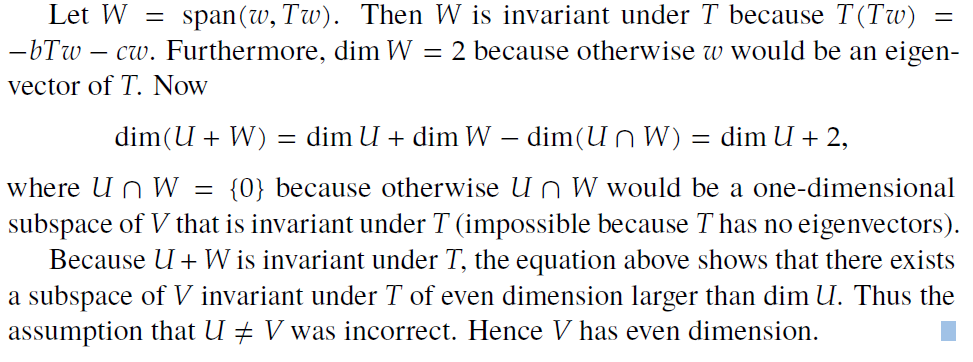 Let W = span(w, Tw). Then W is invariant under T because T(Tw) =
−bTw − cw. Furthermore, dim W = 2 because otherwise w would be an eigen-
vector of T. Now
dim(U + W) = dim U + dim W − dim(U ∩ W) = dim U + 2,
where U ∩ W = {0} because otherwise U ∩ W would be a one-dimensional
subspace of V that is invariant under T (impossible because T has no eigenvectors).
Because U + W is invariant under T, the equation above shows that there exists
a subspace of V invariant under T of even dimension larger than dim U. Thus the
assumption that U ≠ V was incorrect. Hence V has even dimension.